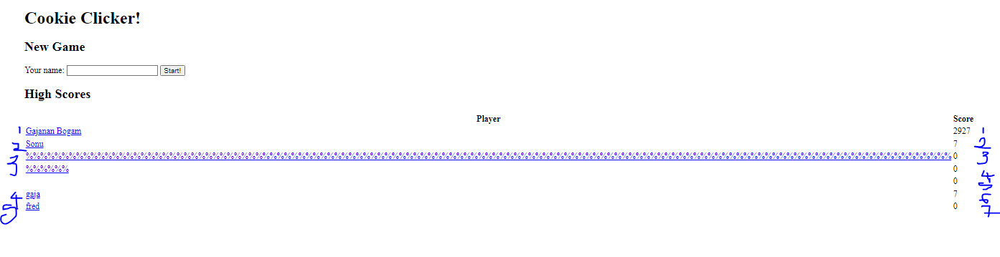 Cookie Clicker!
New Game
Your name: Start!
High Scores
Player Score
1 Gajanan Bogam 2927 1
2 Sonu 7 2
3 %%%%%%%%%%%%%%%%%%%%%%%%%%%%%%%%%%%%%%%%%%%%%%%%%%%%%%%%%%%%%%%%%%%%%%%%%%%%%%%%%%%%%%%%%%%%%%%%%%%%%%%%%%%%%%%%%%%%%%%%%%%%%%%%% 0 3
%%%%%% 0 4
0 5
4 gaja 7 6
5 fred 0 7